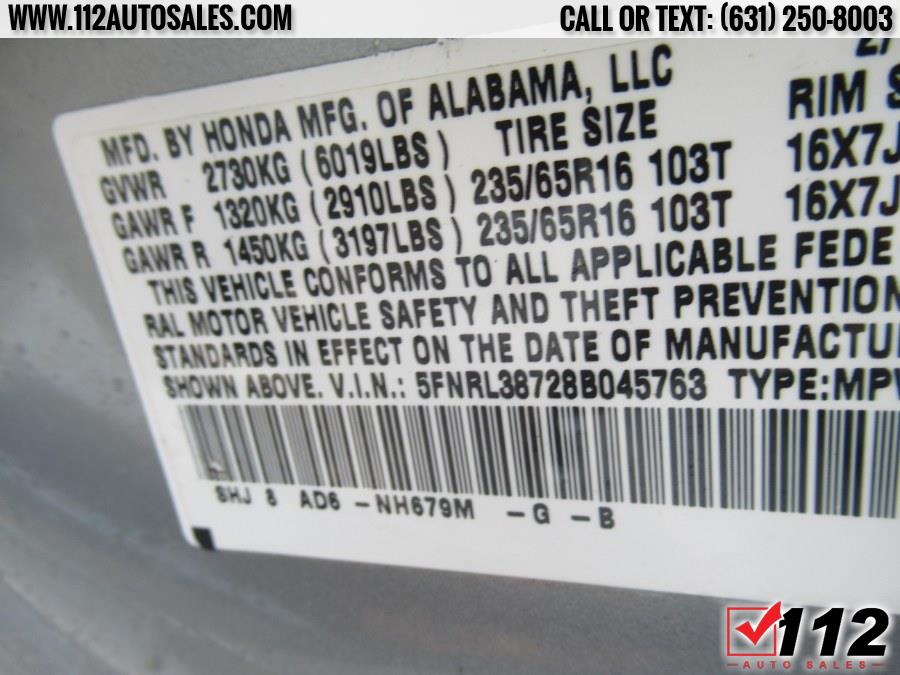 WWW.112AUTOSALES.COM
CALL OR TEXT: (631) 250-8003
MFD. BY HONDA MFG. OF ALABAMA, LLC
GVWR 2730KG (6019LBS) TIRE SIZE RIM S
GAWR F 1320KG (2910LBS) 235/65R16 103T 16X7J
GAWR R 1450KG (3197LBS) 235/65R16 103T 16X7J
THIS VEHICLE CONFORMS TO ALL APPLICABLE FEDE
RAL MOTOR VEHICLE SAFETY AND THEFT PREVENTION
STANDARDS IN EFFECT ON THE DATE OF MANUFACTU
SHOWN ABOVE. V.I.N.: 5FNRL38728B045763 TYPE:MPV
SHJ 8 AD6 -NH679M -G -B
112
AUTO SALES